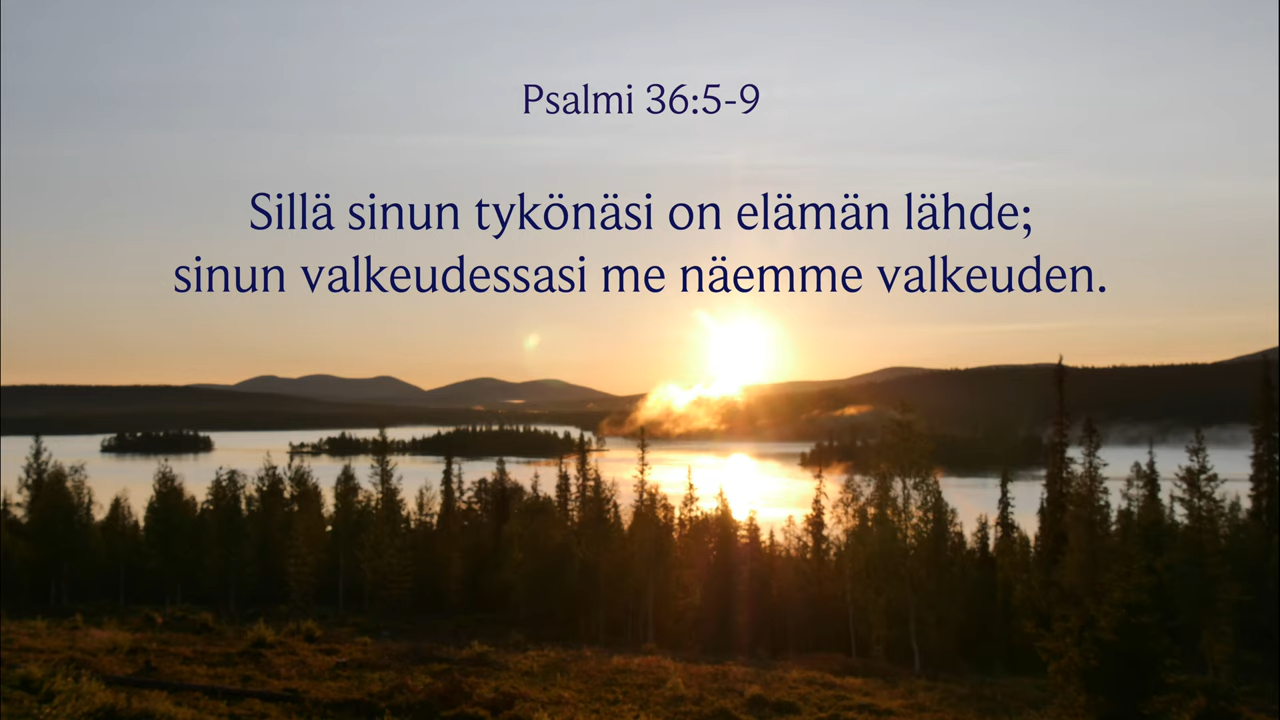 Psalmi 36:5-9
Sillä sinun tykönäsi on elämän lähde;
sinun valkeudessasi me näemme valkeuden.